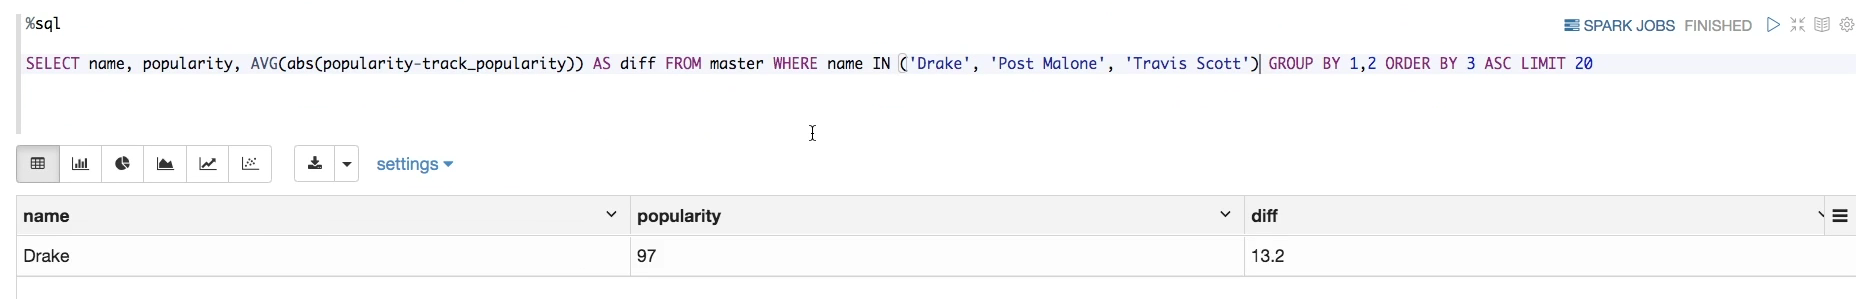 %sql
SPARK JOBS FINISHED
SELECT name, popularity, AVG(abs(popularity-track_popularity)) AS diff FROM master WHERE name IN ('Drake', 'Post Malone', 'Travis Scott') GROUP BY 1,2 ORDER BY 3 ASC LIMIT 20
settings
name popularity diff
Drake 97 13.2